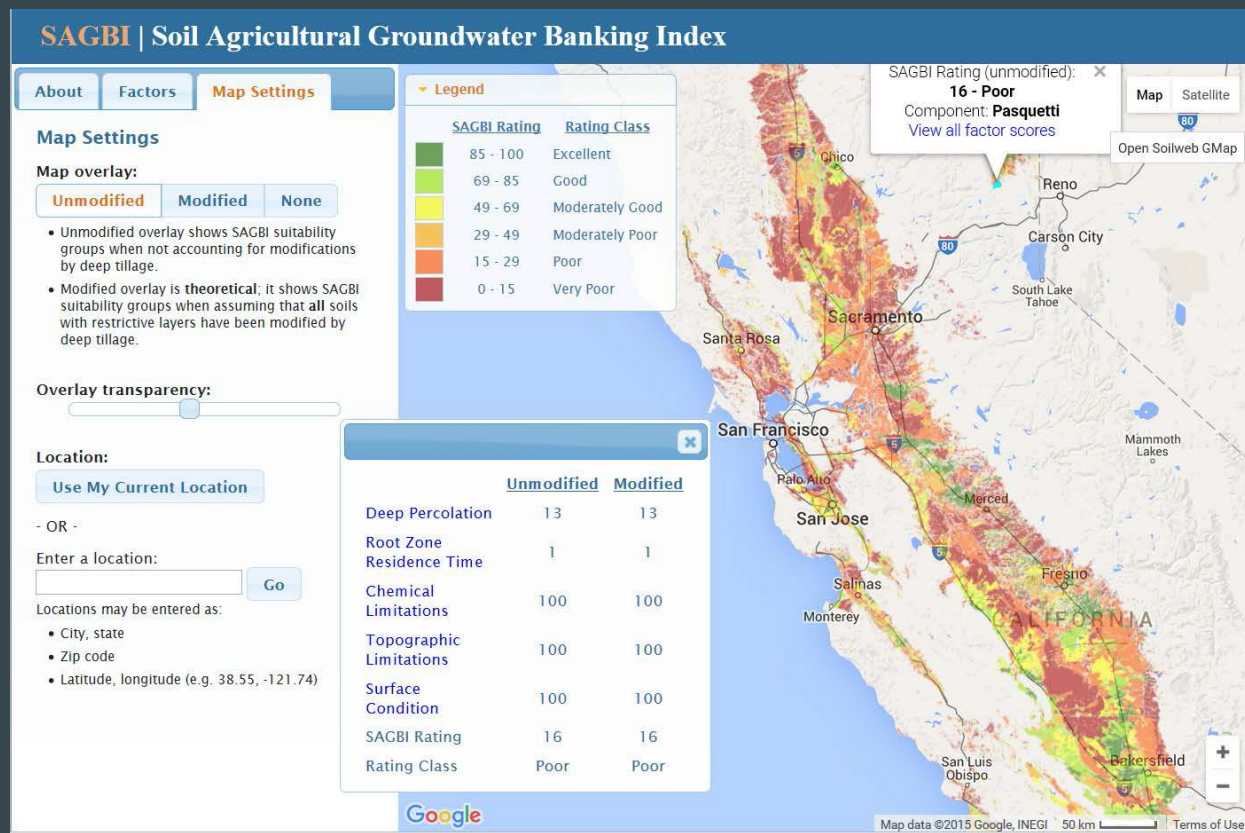 SAGBI | Soil Agricultural Groundwater Banking Index
About
Factors
Map Settings
Map Settings
Map overlay:
Unmodified
Modified
None
• Unmodified overlay shows SAGBI suitability
groups when not accounting for modifications
by deep tillage.
• Modified overlay is theoretical; it shows SAGBI
suitability groups when assuming that all soils
with restrictive layers have been modified by
deep tillage.
Overlay transparency:
Location:
Use My Current Location
- OR -
Enter a location:
Go
Locations may be entered as:
• City, state
• Zip code
• Latitude, longitude (e.g. 38.55, -121.74)
Legend
SAGBI Rating Rating Class
85 - 100 Excellent
69 - 85 Good
49 - 69 Moderately Good
29 - 49 Moderately Poor
15 - 29 Poor
0 - 15 Very Poor
Unmodified Modified
Deep Percolation 13 13
Root Zone
Residence Time 1 1
Chemical
Limitations 100 100
Topographic
Limitations 100 100
Surface
Condition 100 100
SAGBI Rating 16 16
Rating Class Poor Poor
SAGBI Rating (unmodified):
16 - Poor
Component: Pasquetti
View all factor scores
Map
Satellite
80
Open Soilweb GMap
5
Chico
Reno
Carson City
80
South Lake
Tahoe
Sacramento
Santa Rosa
San Francisco
5
Mammoth
Lakes
Palo Alto
San Jose
Merced
5
Fresno
Salinas
Monterey
CALIFORNIA
San Luis
Obispo
Bakersfield
5
+
−
Google
Map data ©2015 Google, INEGI 50 km Terms of Use